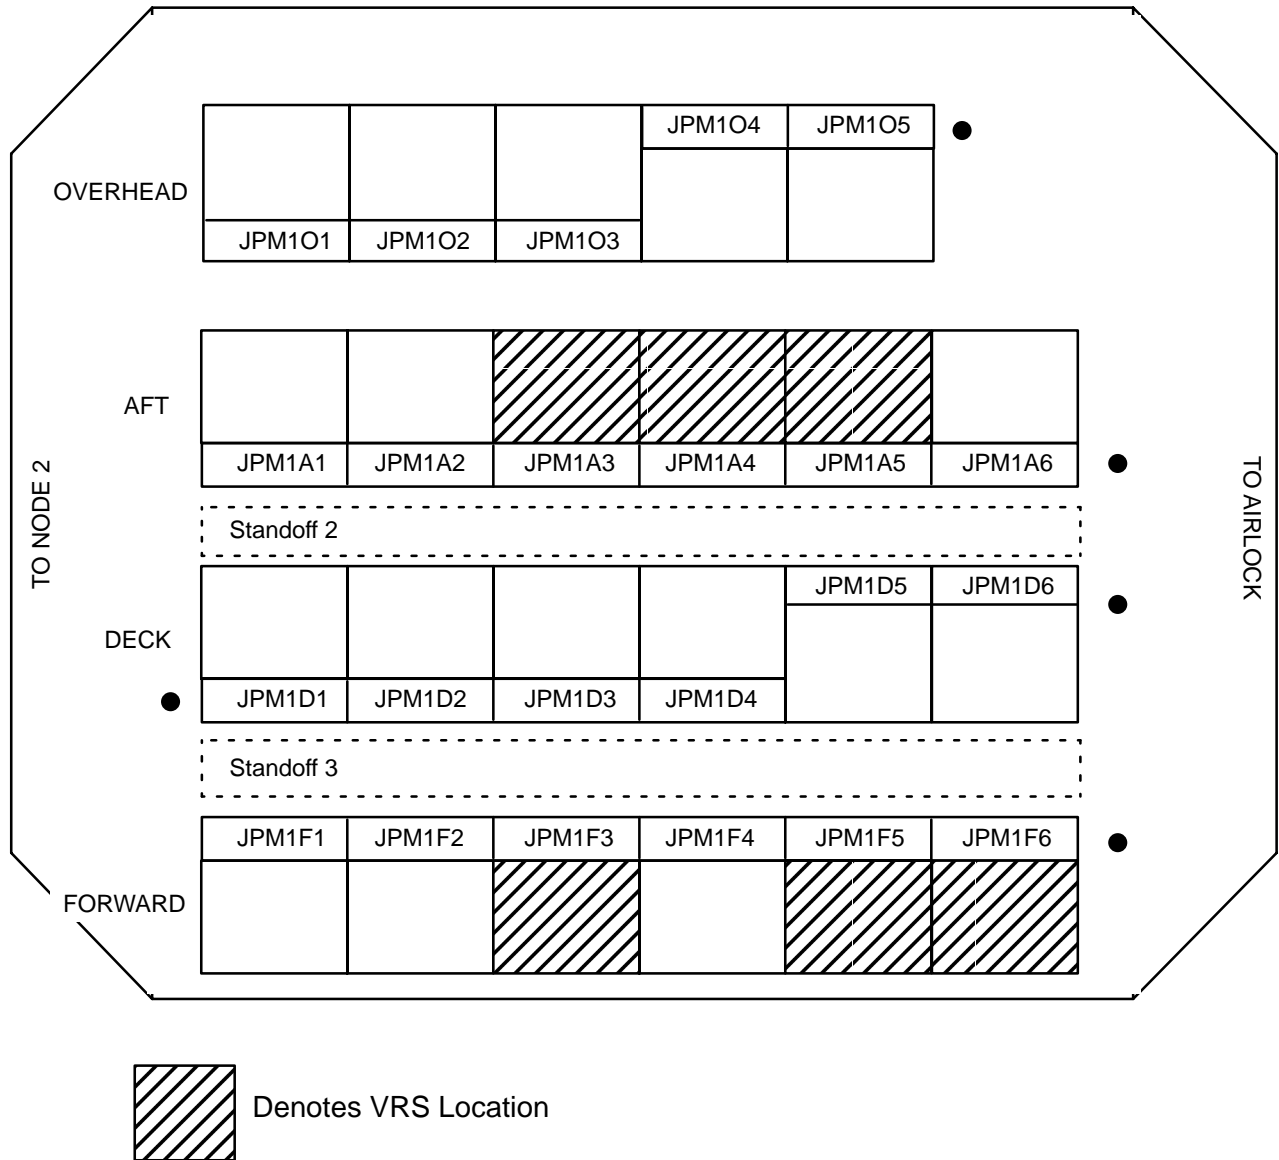 JPM1O4 JPM1O5
OVERHEAD
JPM1O1 JPM1O2 JPM1O3
AFT
JPM1A1 JPM1A2 JPM1A3 JPM1A4 JPM1A5 JPM1A6
TO NODE 2
TO AIRLOCK
Standoff 2
JPM1D5 JPM1D6
DECK
JPM1D1 JPM1D2 JPM1D3 JPM1D4
Standoff 3
JPM1F1 JPM1F2 JPM1F3 JPM1F4 JPM1F5 JPM1F6
FORWARD
Denotes VRS Location